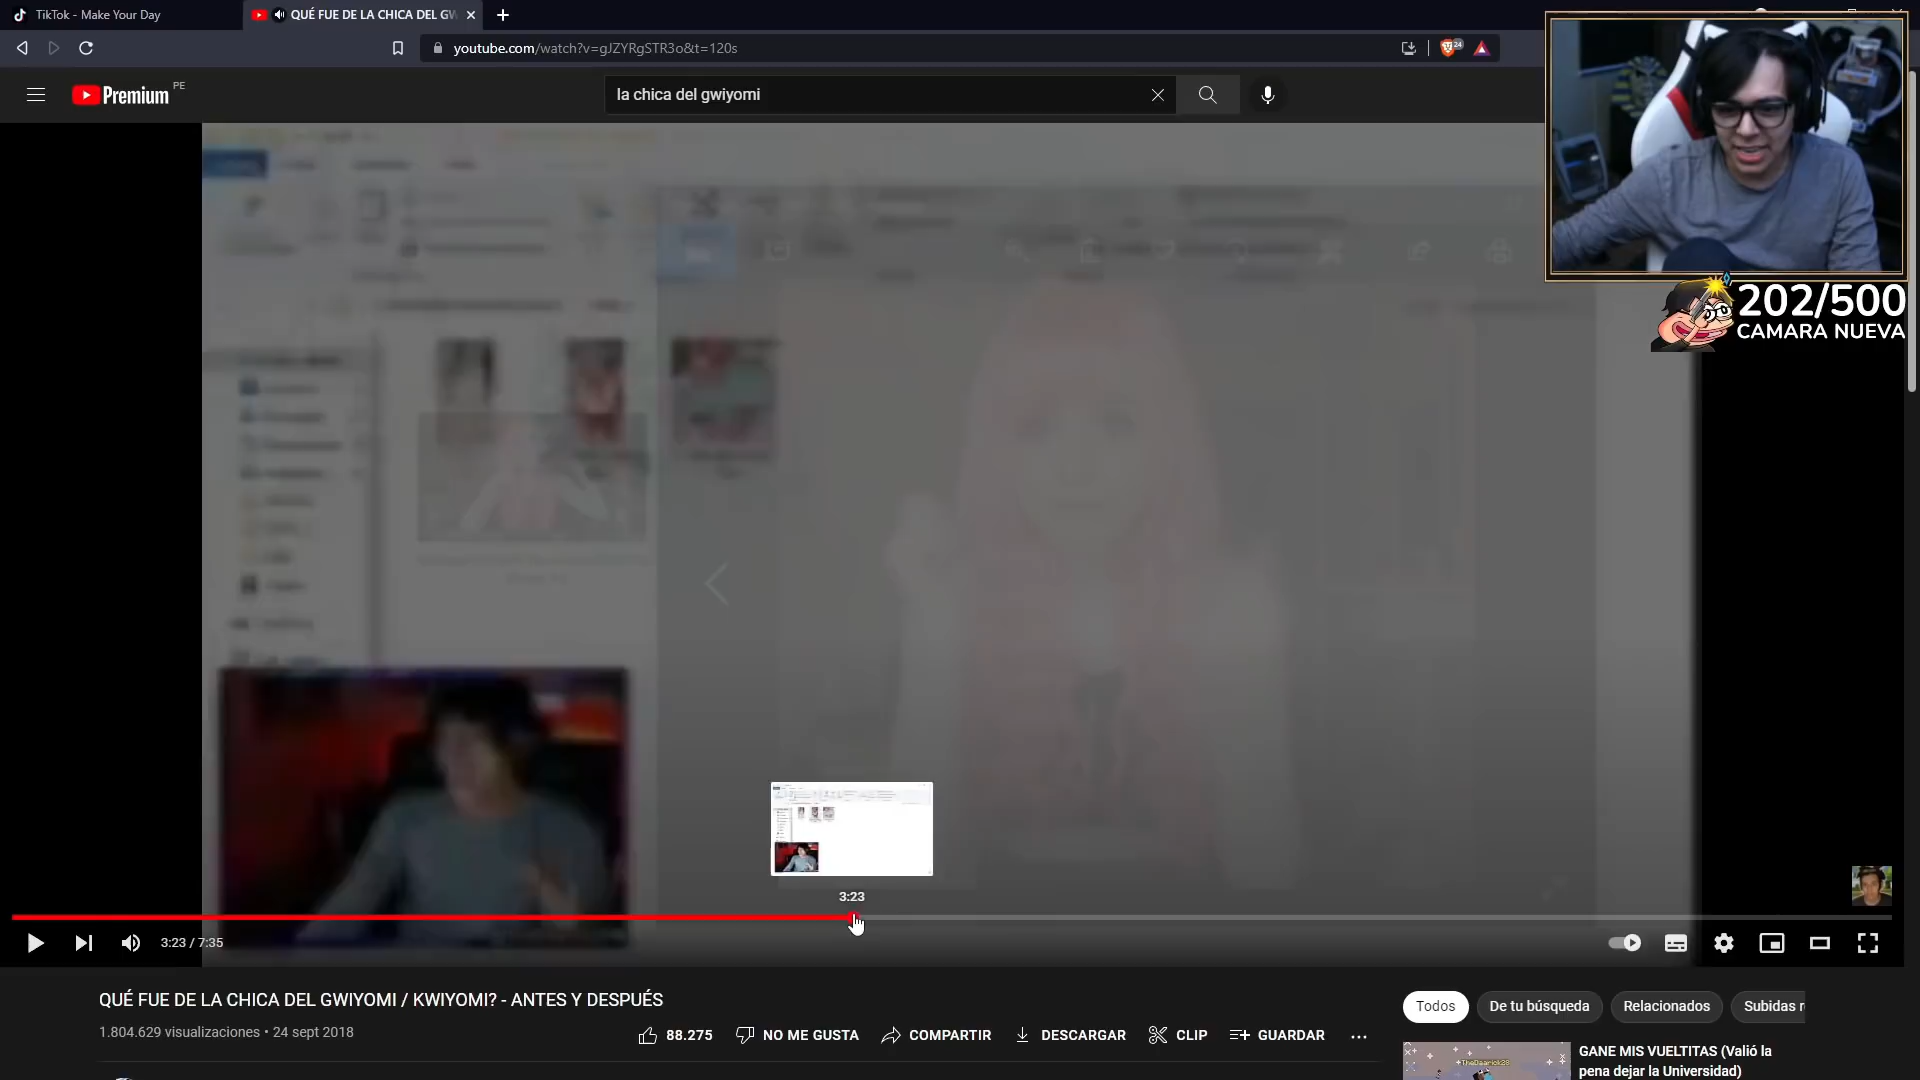 TikTok - Make Your Day
QUÉ FUE DE LA CHICA DEL GW
youtube.com/watch?v=gJZYRgSTR3o&t=120s
24
Premium
PE
la chica del gwiyomi
202/500
CAMARA NUEVA
3:23
3:23 / 7:35
QUÉ FUE DE LA CHICA DEL GWIYOMI / KWIYOMI? - ANTES Y DESPUÉS
1.804.629 visualizaciones • 24 sept 2018
88.275
NO ME GUSTA
COMPARTIR
DESCARGAR
CLIP
GUARDAR
Todos
De tu búsqueda
Relacionados
Subidas r
GANE MIS VUELTITAS (Valió la
pena dejar la Universidad)